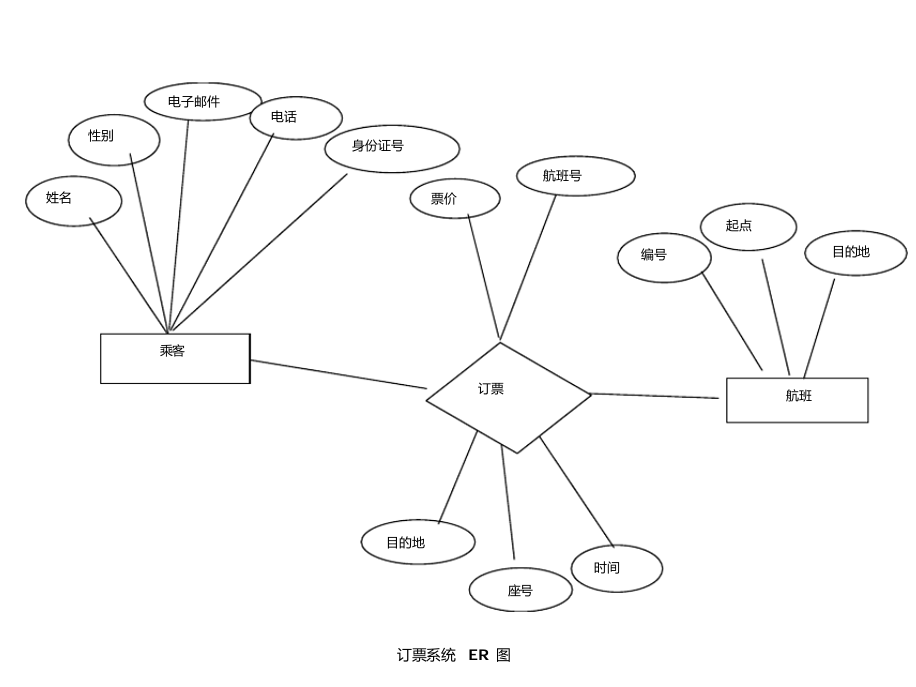 电子邮件
电话
性别
身份证号
姓名
票价
航班号
编号
起点
目的地
乘客
订票
航班
目的地
座号
时间
订票系统 ER 图